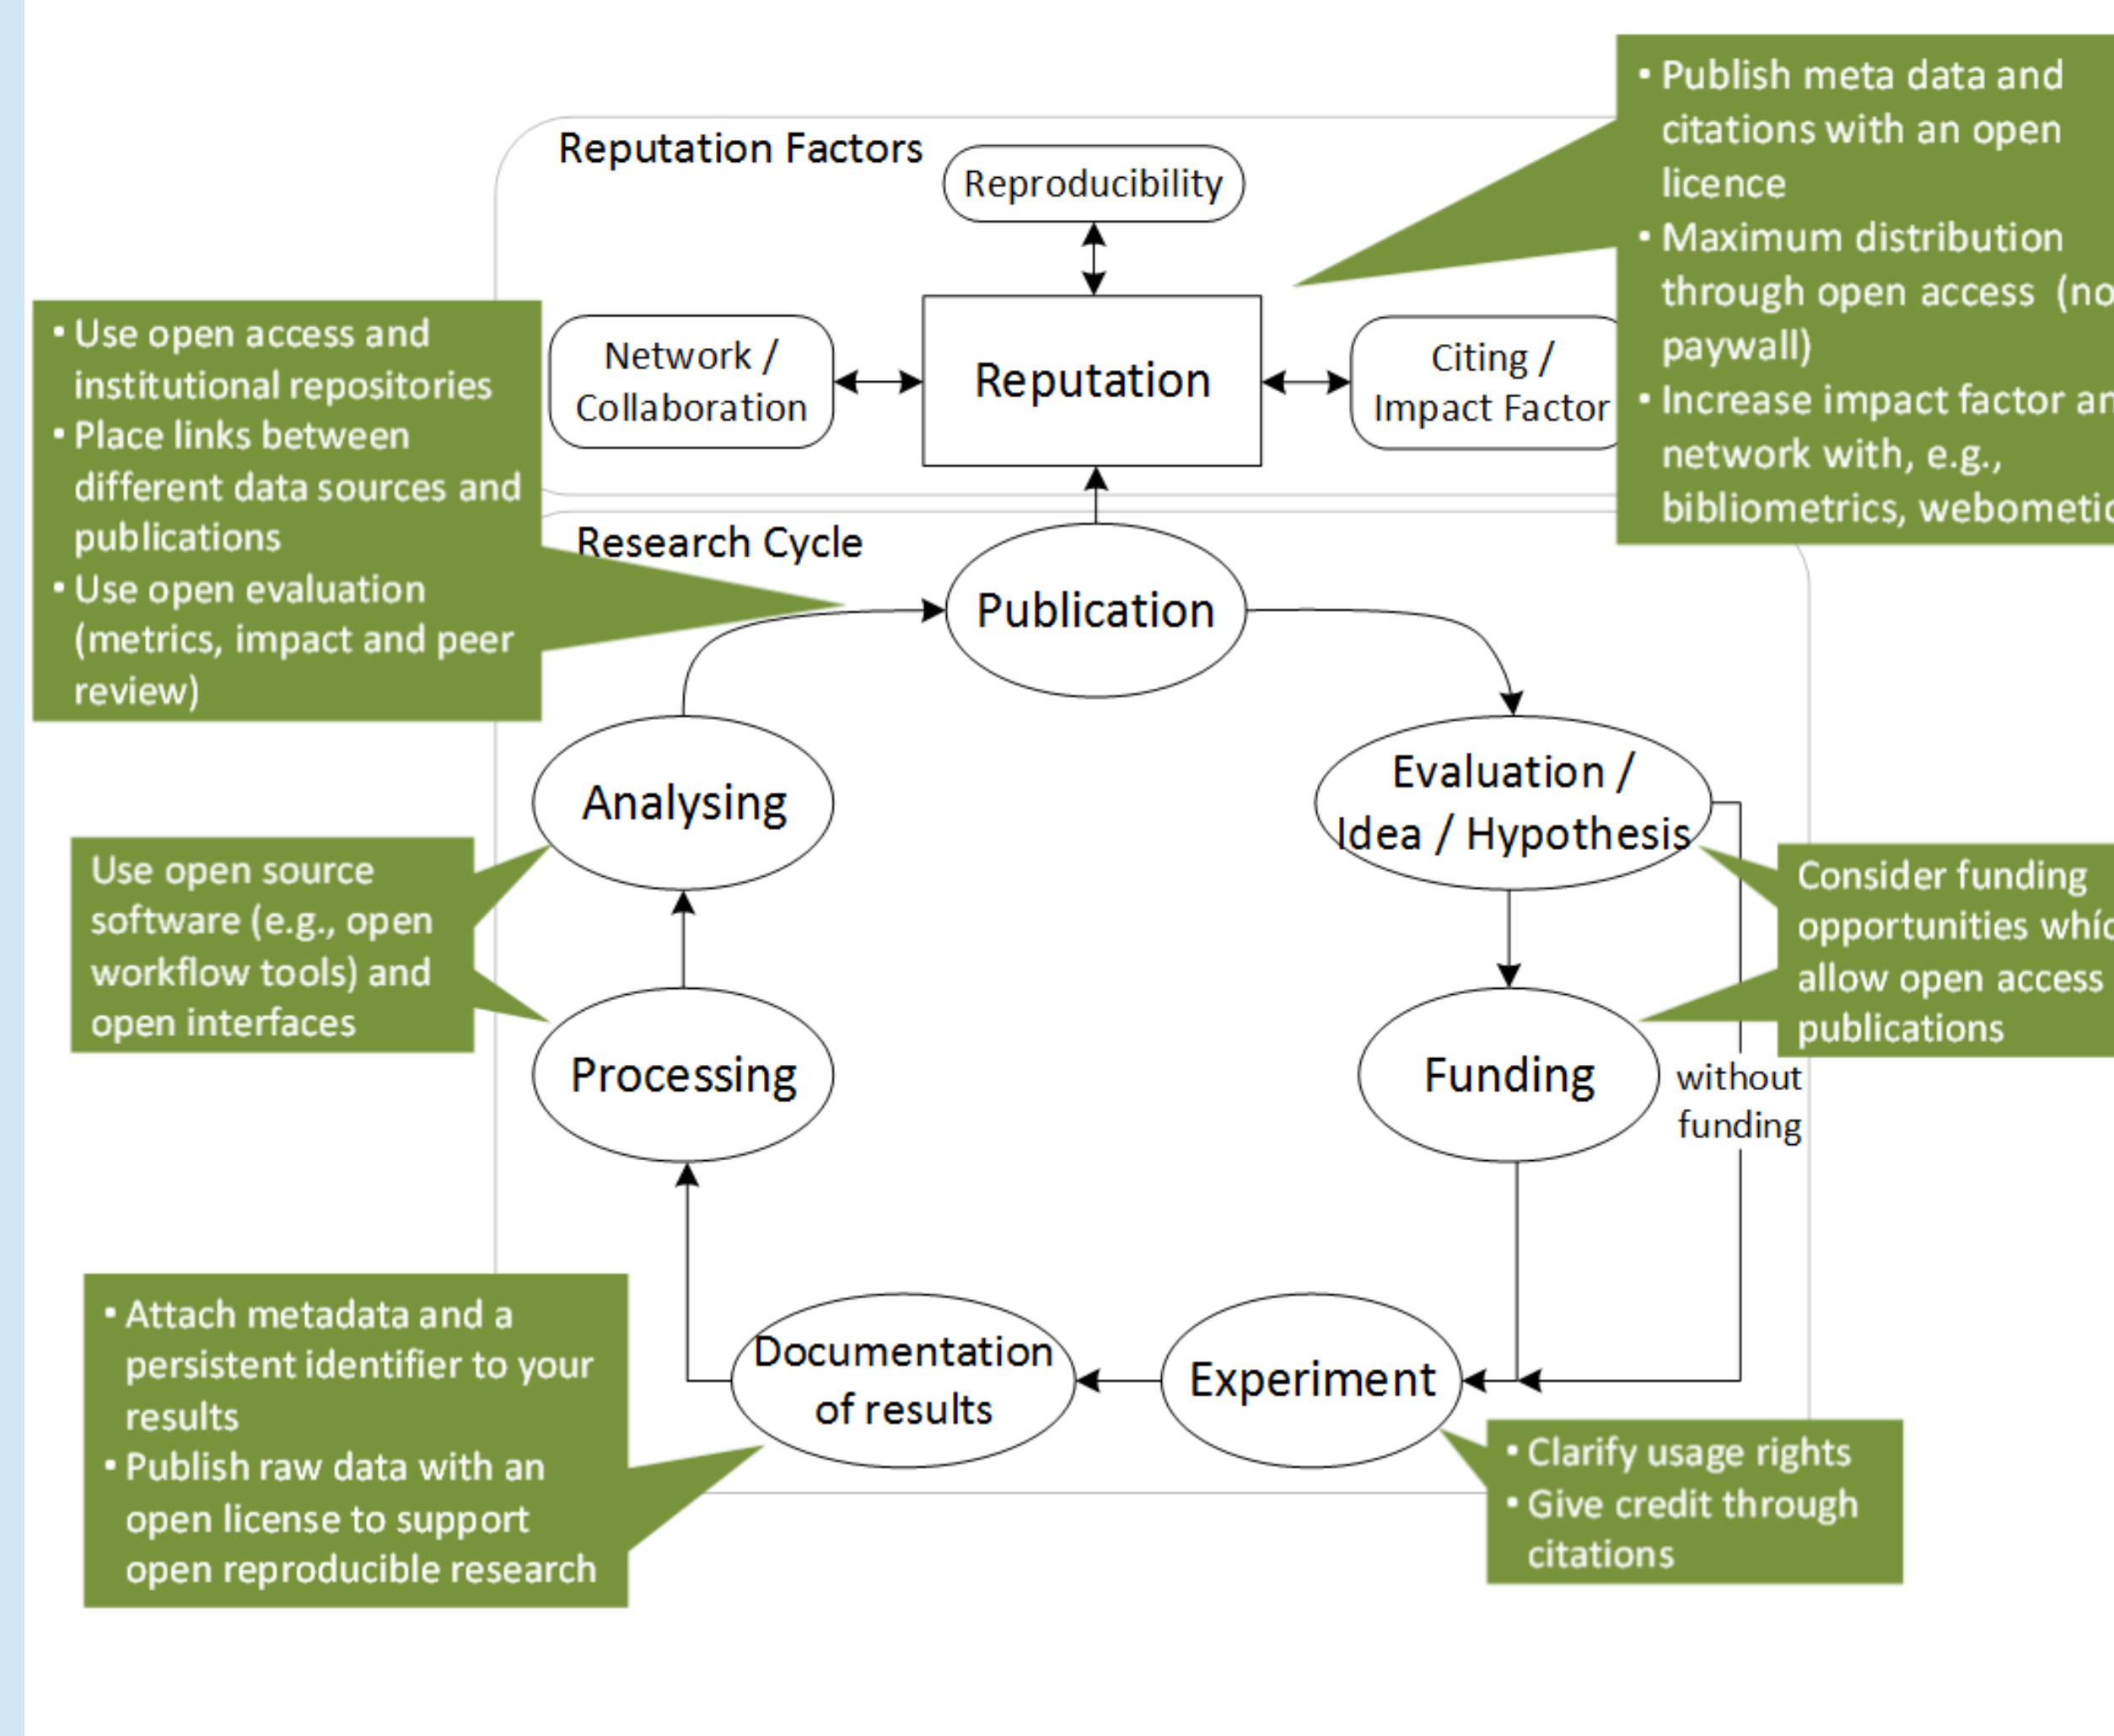 • Publish meta data and
citations with an open
licence
• Maximum distribution
through open access (no
paywall)
• Increase impact factor an
network with, e.g.,
bibliometrics, webometic
Reputation Factors
Reproducibility
Network /
Collaboration
Reputation
Citing /
Impact Factor
• Use open access and
institutional repositories
• Place links between
different data sources and
publications
• Use open evaluation
(metrics, impact and peer
review)
Research Cycle
Publication
Analysing
Evaluation /
Idea / Hypothesis
Use open source
software (e.g., open
workflow tools) and
open interfaces
Consider funding
opportunities whíc
allow open access
publications
Processing
Funding
without
funding
• Attach metadata and a
persistent identifier to your
results
• Publish raw data with an
open license to support
open reproducible research
Documentation
of results
Experiment
• Clarify usage rights
• Give credit through
citations